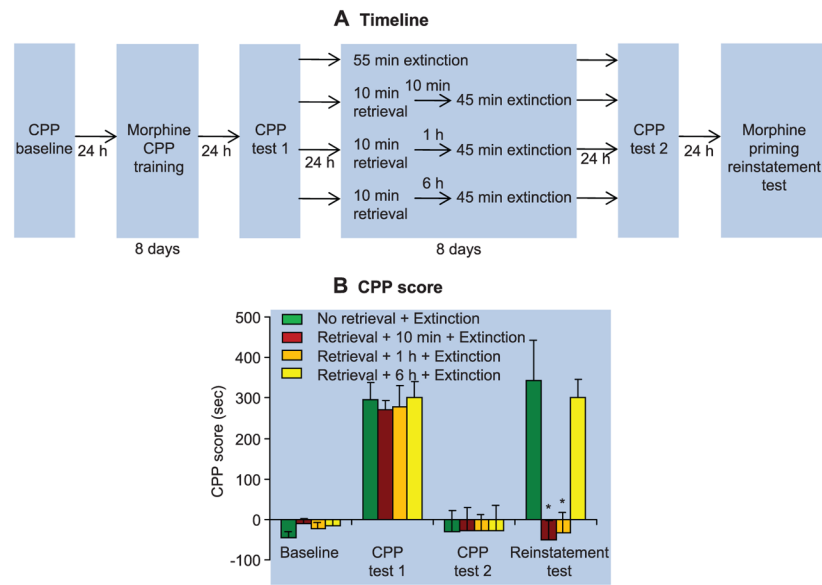 A Timeline
CPP
baseline
24 h
Morphine
CPP
training
8 days
24 h
CPP
test 1
24 h
55 min extinction
10 min
retrieval
10 min
45 min extinction
10 min
retrieval
1 h
45 min extinction
10 min
retrieval
6 h
45 min extinction
8 days
24 h
CPP
test 2
24 h
Morphine
priming
reinstatement
test
B CPP score
No retrieval + Extinction
Retrieval + 10 min + Extinction
Retrieval + 1 h + Extinction
Retrieval + 6 h + Extinction
CPP score (sec)
500
400
300
200
100
0
-100
* *
Baseline
CPP
test 1
CPP
test 2
Reinstatement
test